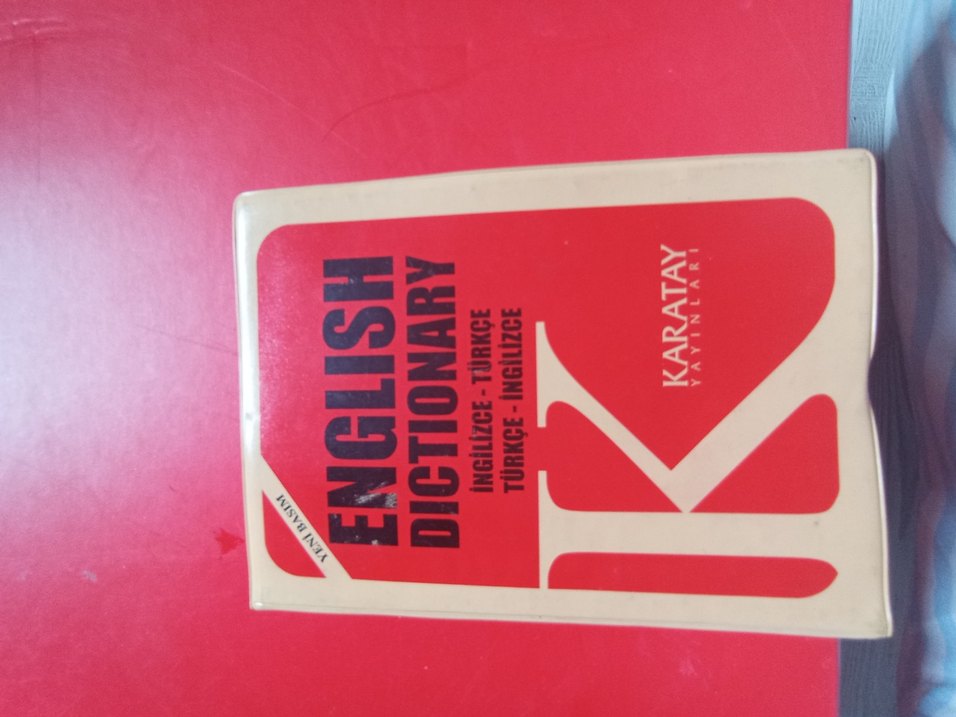 YENİ BASIM
ENGLISH
DICTIONARY
İNGİLİZCE - TÜRKÇE
TÜRKÇE - İNGİLİZCE
K
KARATAY
YAYINLARI